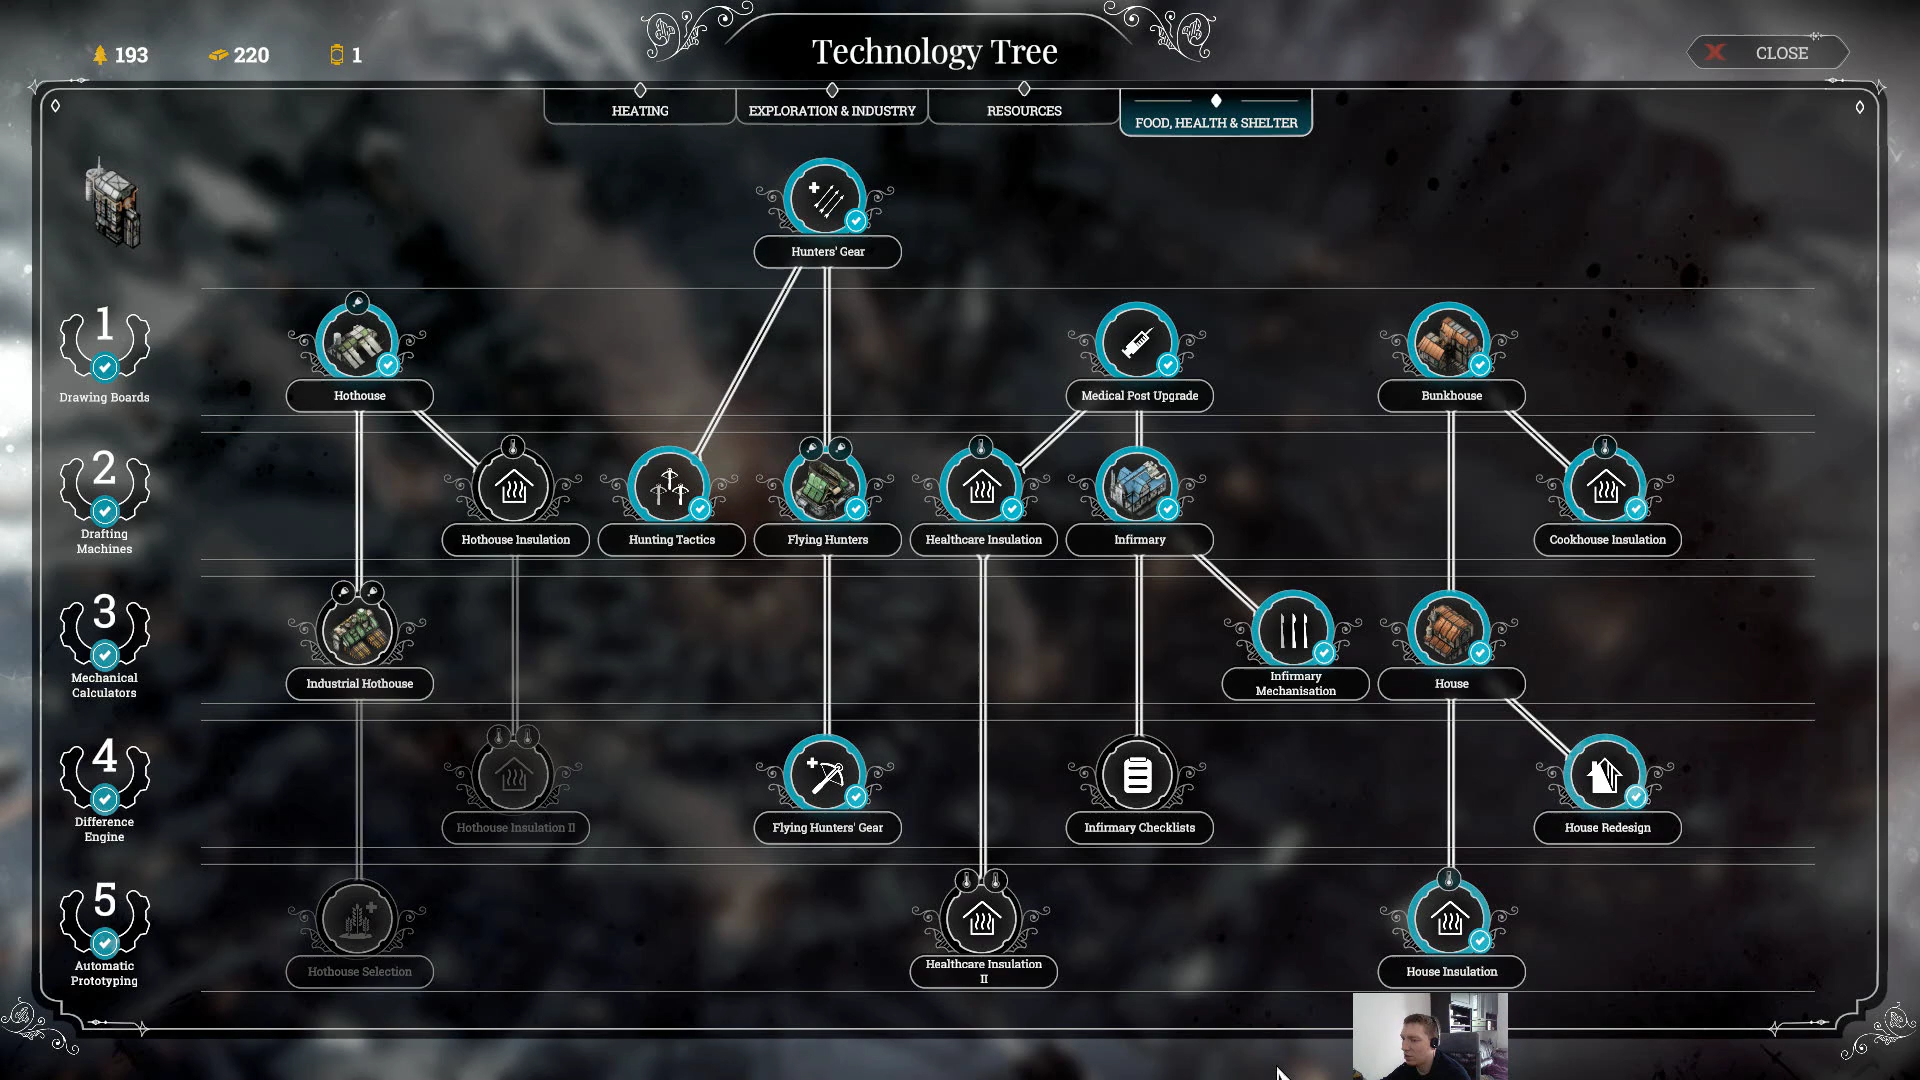 193
220
1
Technology Tree
CLOSE
HEATING
EXPLORATION & INDUSTRY
RESOURCES
FOOD, HEALTH & SHELTER
Hunters' Gear
1
Drawing Boards
Hothouse
Medical Post Upgrade
Bunkhouse
2
Drafting
Machines
Hothouse Insulation
Hunting Tactics
Flying Hunters
Healthcare Insulation
Infirmary
Cookhouse Insulation
3
Mechanical
Calculators
Industrial Hothouse
Infirmary
Mechanisation
House
4
Difference
Engine
Hothouse Insulation II
Flying Hunters' Gear
Infirmary Checklists
House Redesign
5
Automatic
Prototyping
Hothouse Selection
Healthcare Insulation
II
House Insulation